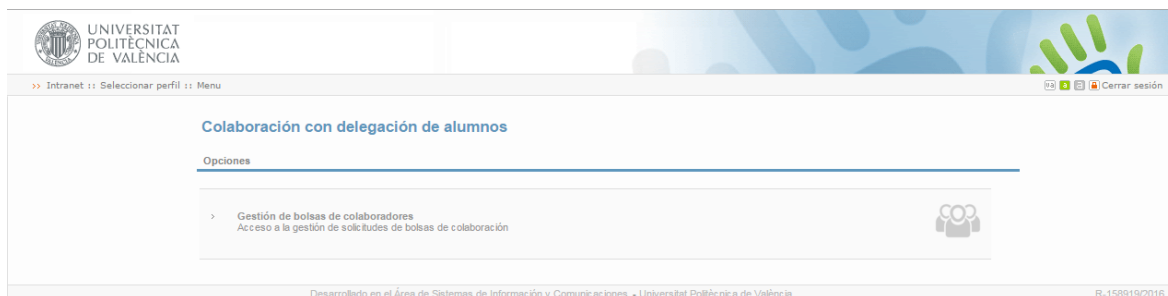 UNIVERSITAT
POLITÈCNICA
DE VALÈNCIA
>> Intranet :: Seleccionar perfil :: Menu
va a a Cerrar sesión
Colaboración con delegación de alumnos
Opciones
> Gestión de bolsas de colaboradores
Acceso a la gestión de solicitudes de bolsas de colaboración
Desarrollado en el Área de Sistemas de Información y Comunicaciones - Universitat Politècnica de València
R-158919/2016